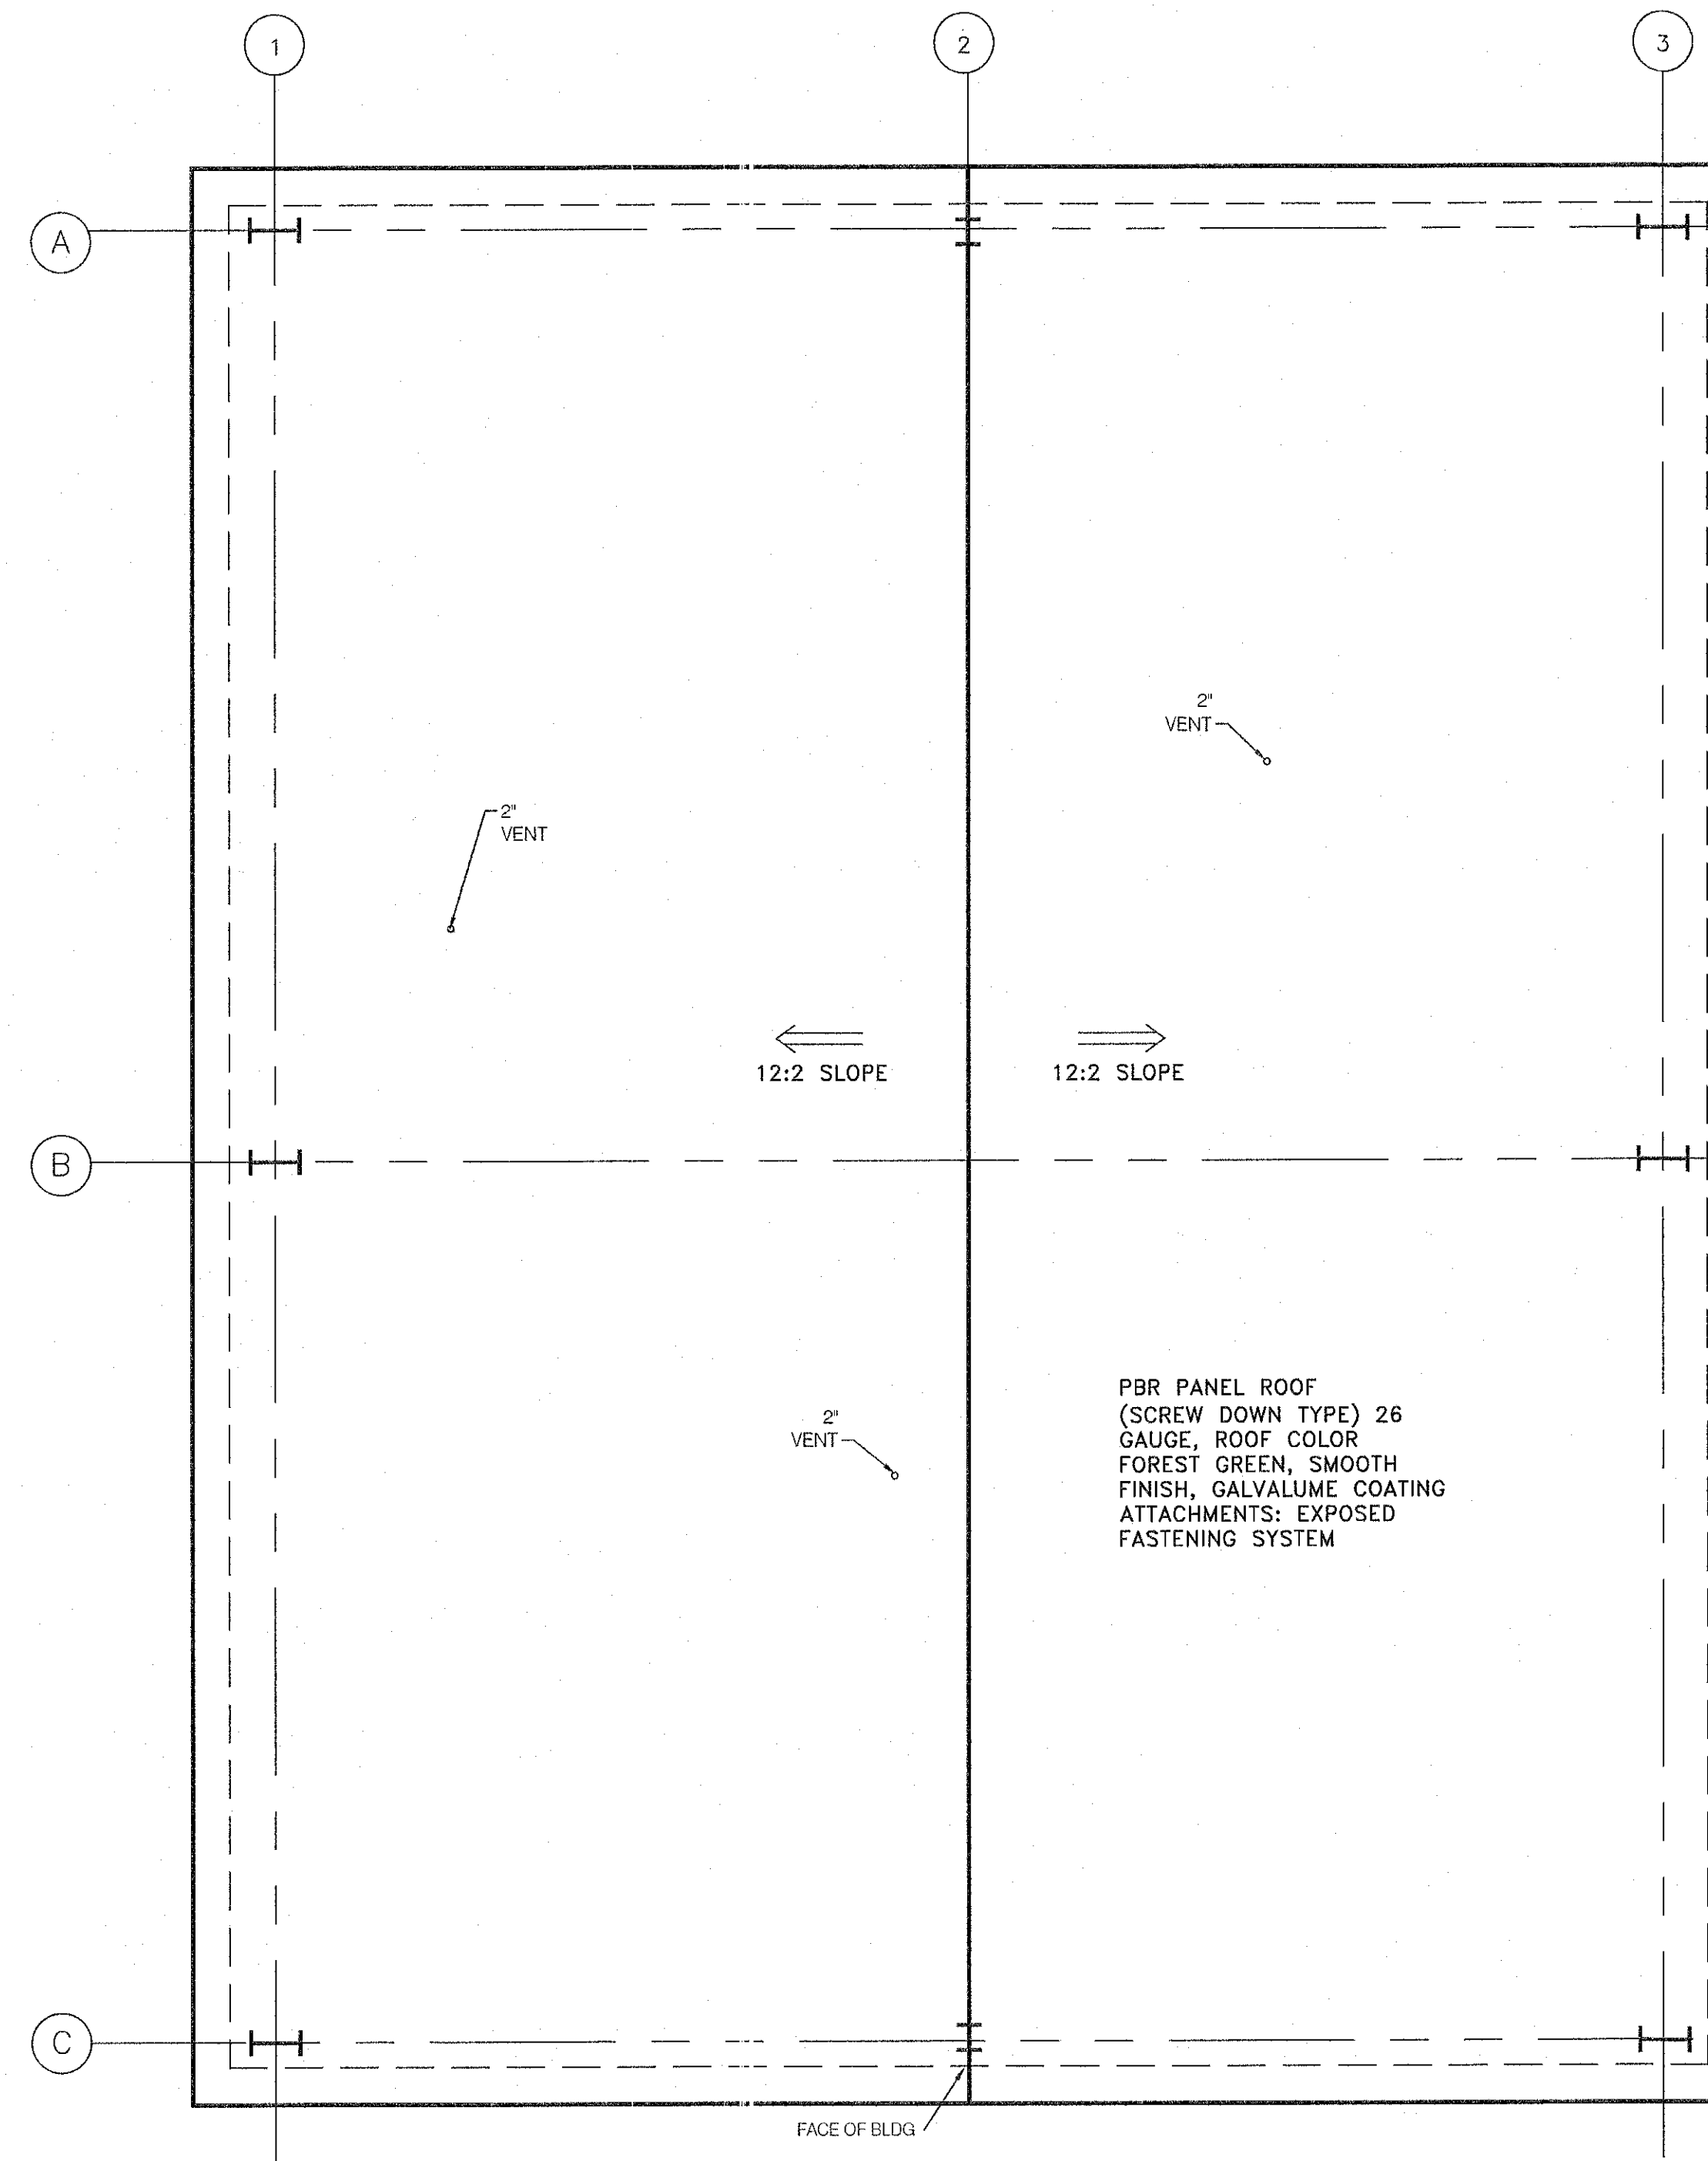 1
2
3
A
2"
VENT
2"
VENT
12:2 SLOPE
12:2 SLOPE
B
PBR PANEL ROOF
(SCREW DOWN TYPE) 26
GAUGE, ROOF COLOR
FOREST GREEN, SMOOTH
FINISH, GALVALUME COATING
ATTACHMENTS: EXPOSED
FASTENING SYSTEM
2"
VENT
C
FACE OF BLDG